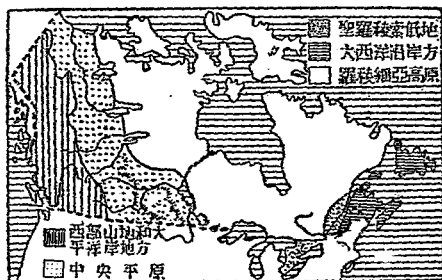 聖羅稜索低地
大西洋沿岸方
羅稜細亞高原
西部山地和太
平洋岸地方
中央平原